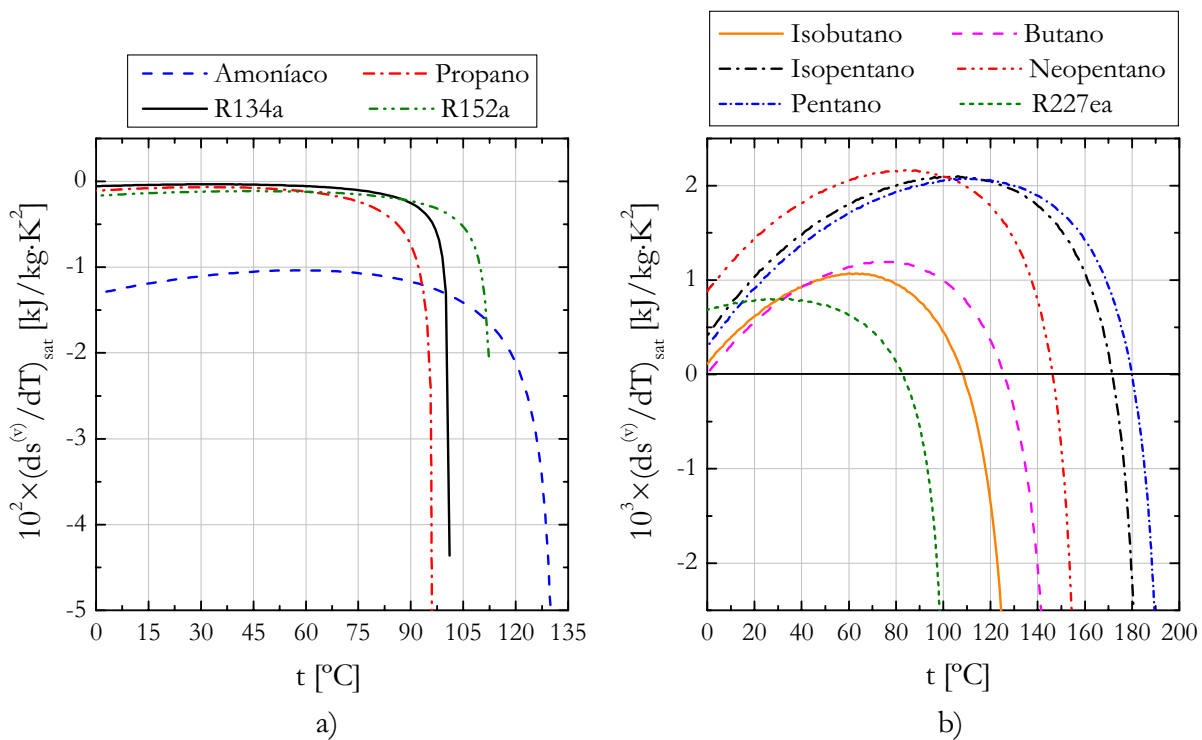 Amoníaco Propano
R134a R152a
0
-1
-2
-3
-4
-5
10²×(ds⁽ᵛ⁾/dT)sat [kJ/kg·K²]
0 15 30 45 60 75 90 105 120 135
t [ºC]
a)
Isobutano Butano
Isopentano Neopentano
Pentano R227ea
2
1
0
-1
-2
10³×(ds⁽ᵛ⁾/dT)sat [kJ/kg·K²]
0 20 40 60 80 100 120 140 160 180 200
t [ºC]
b)